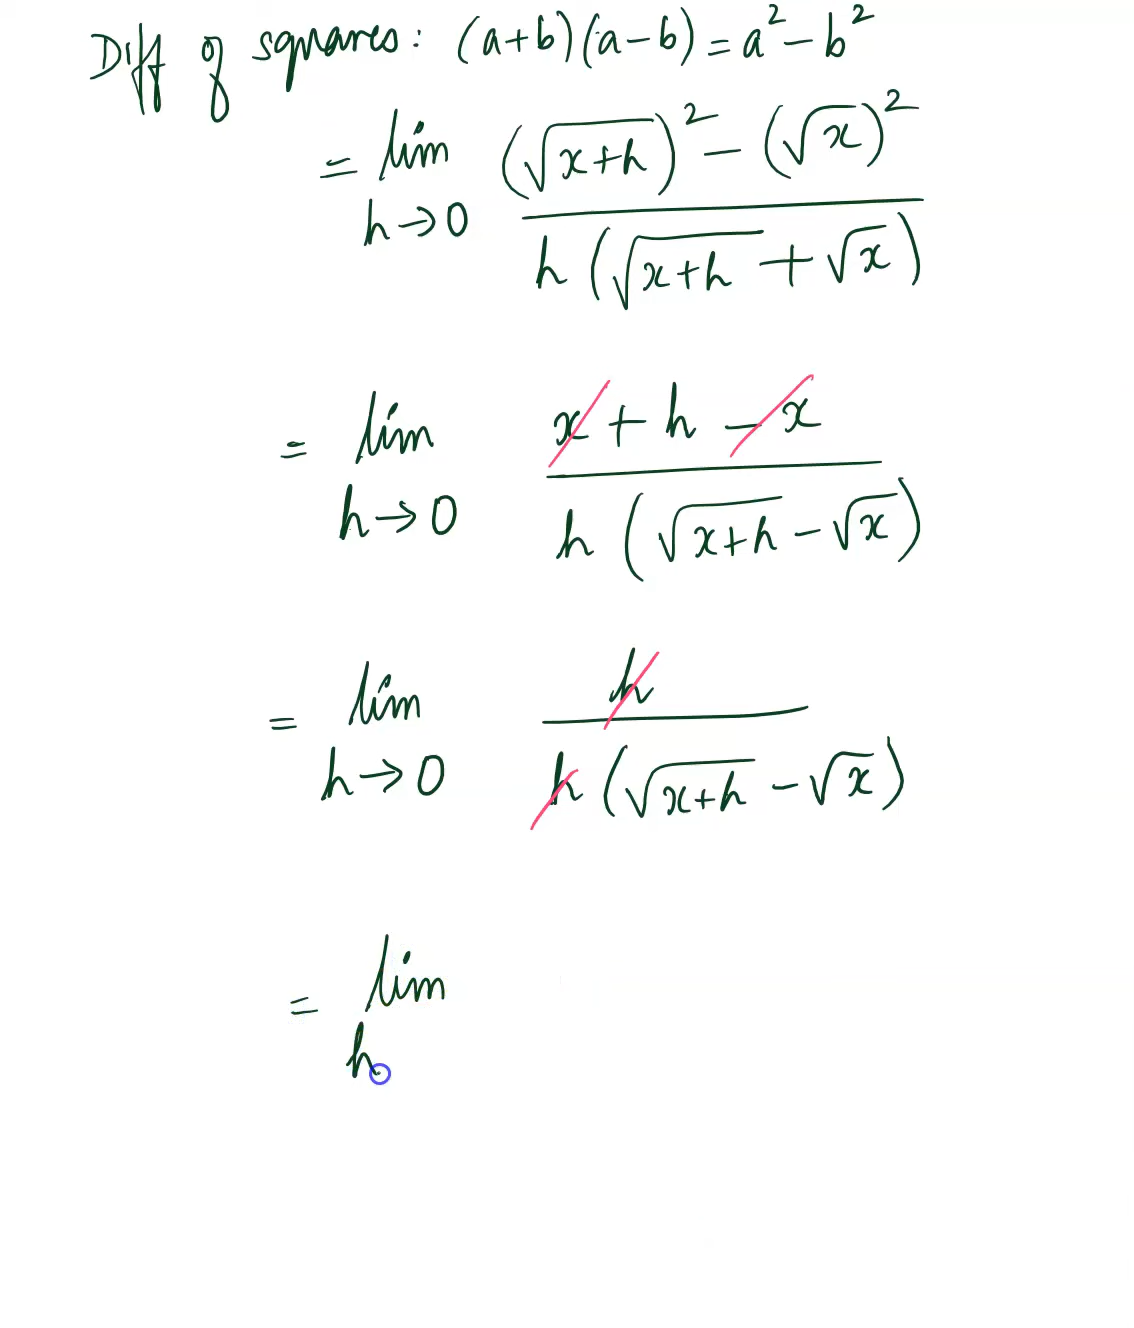 Diff of squares: (a+b)(a-b) = a² - b²
= lim h→0 (√(x+h))² - (√x)² / h(√(x+h) + √x)
= lim h→0 x + h - x / h(√(x+h) - √x)
= lim h→0 h / h(√(x+h) - √x)
= lim h